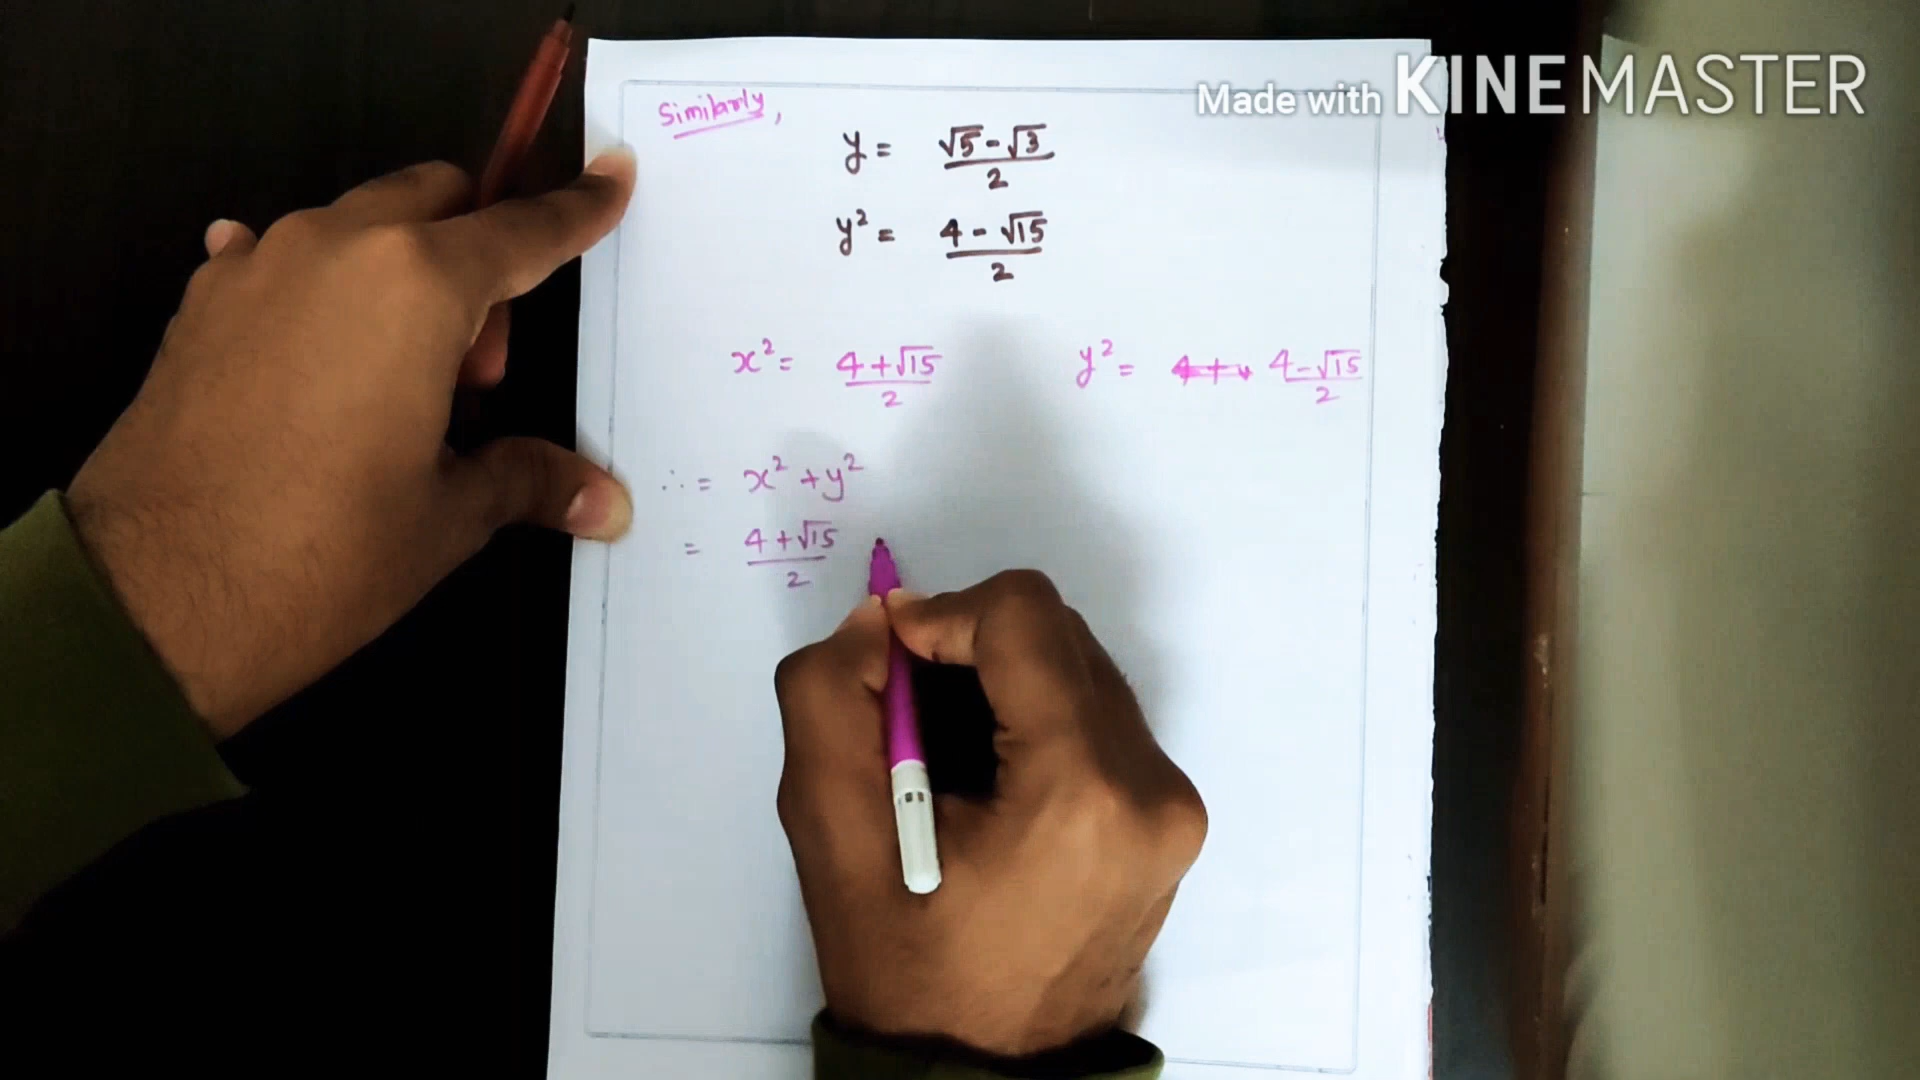 Made with KINEMASTER
Similarly,
y = √5-√3/2
y² = 4-√15/2
x² = 4+√15/2 y² = 4-√15/2
∴ = x² + y²
= 4+√15/2